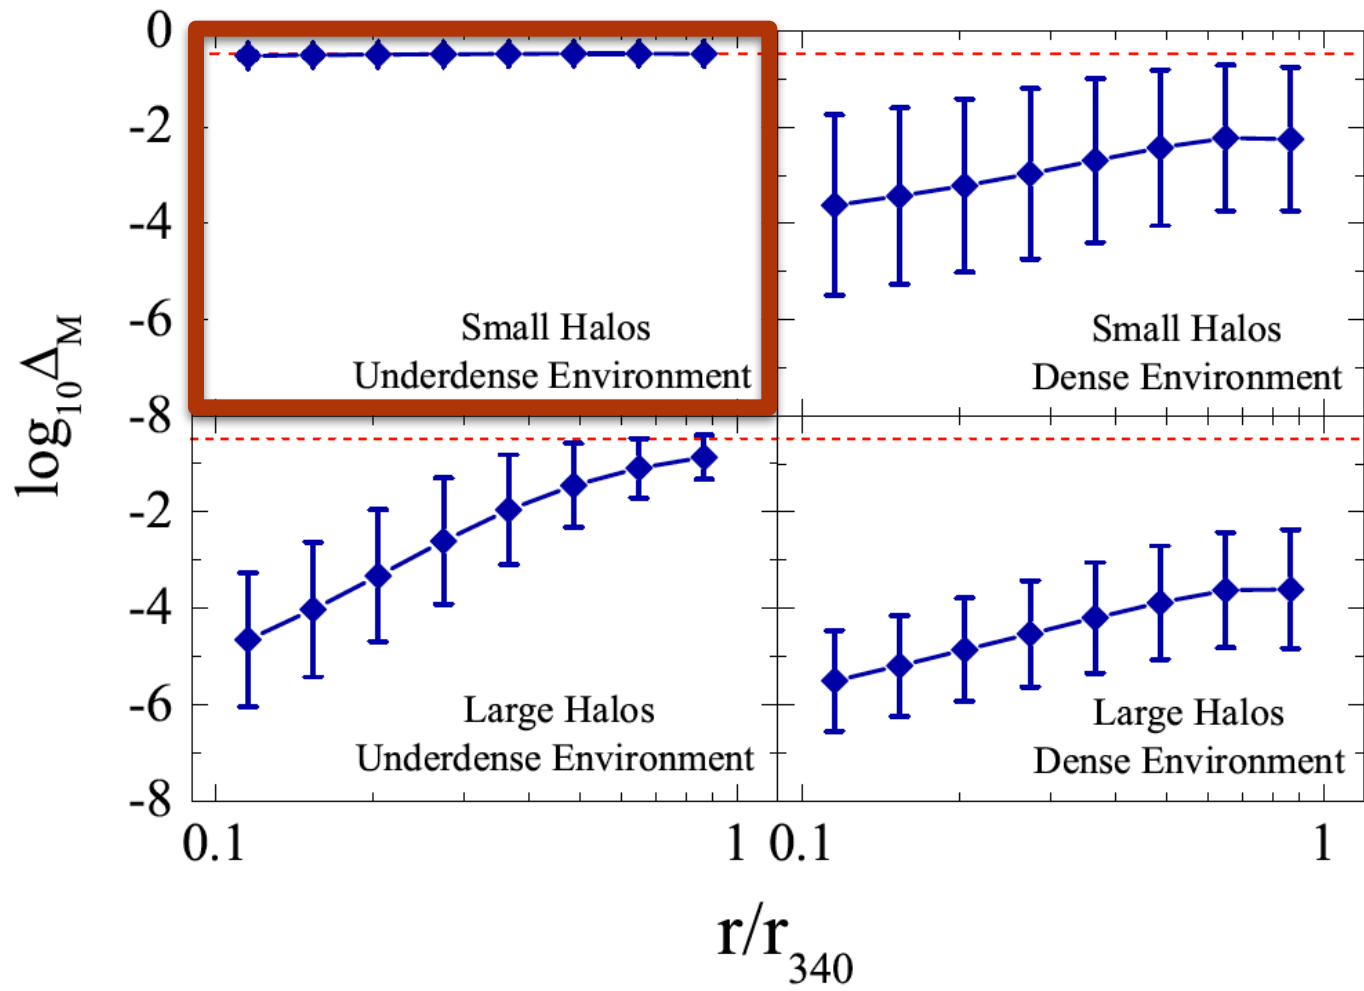 0
-2
-4
-6
-8
Small Halos
Underdense Environment
Small Halos
Dense Environment
log10ΔM
-2
-4
-6
-8
Large Halos
Underdense Environment
Large Halos
Dense Environment
0.1
1
0.1
1
r/r340